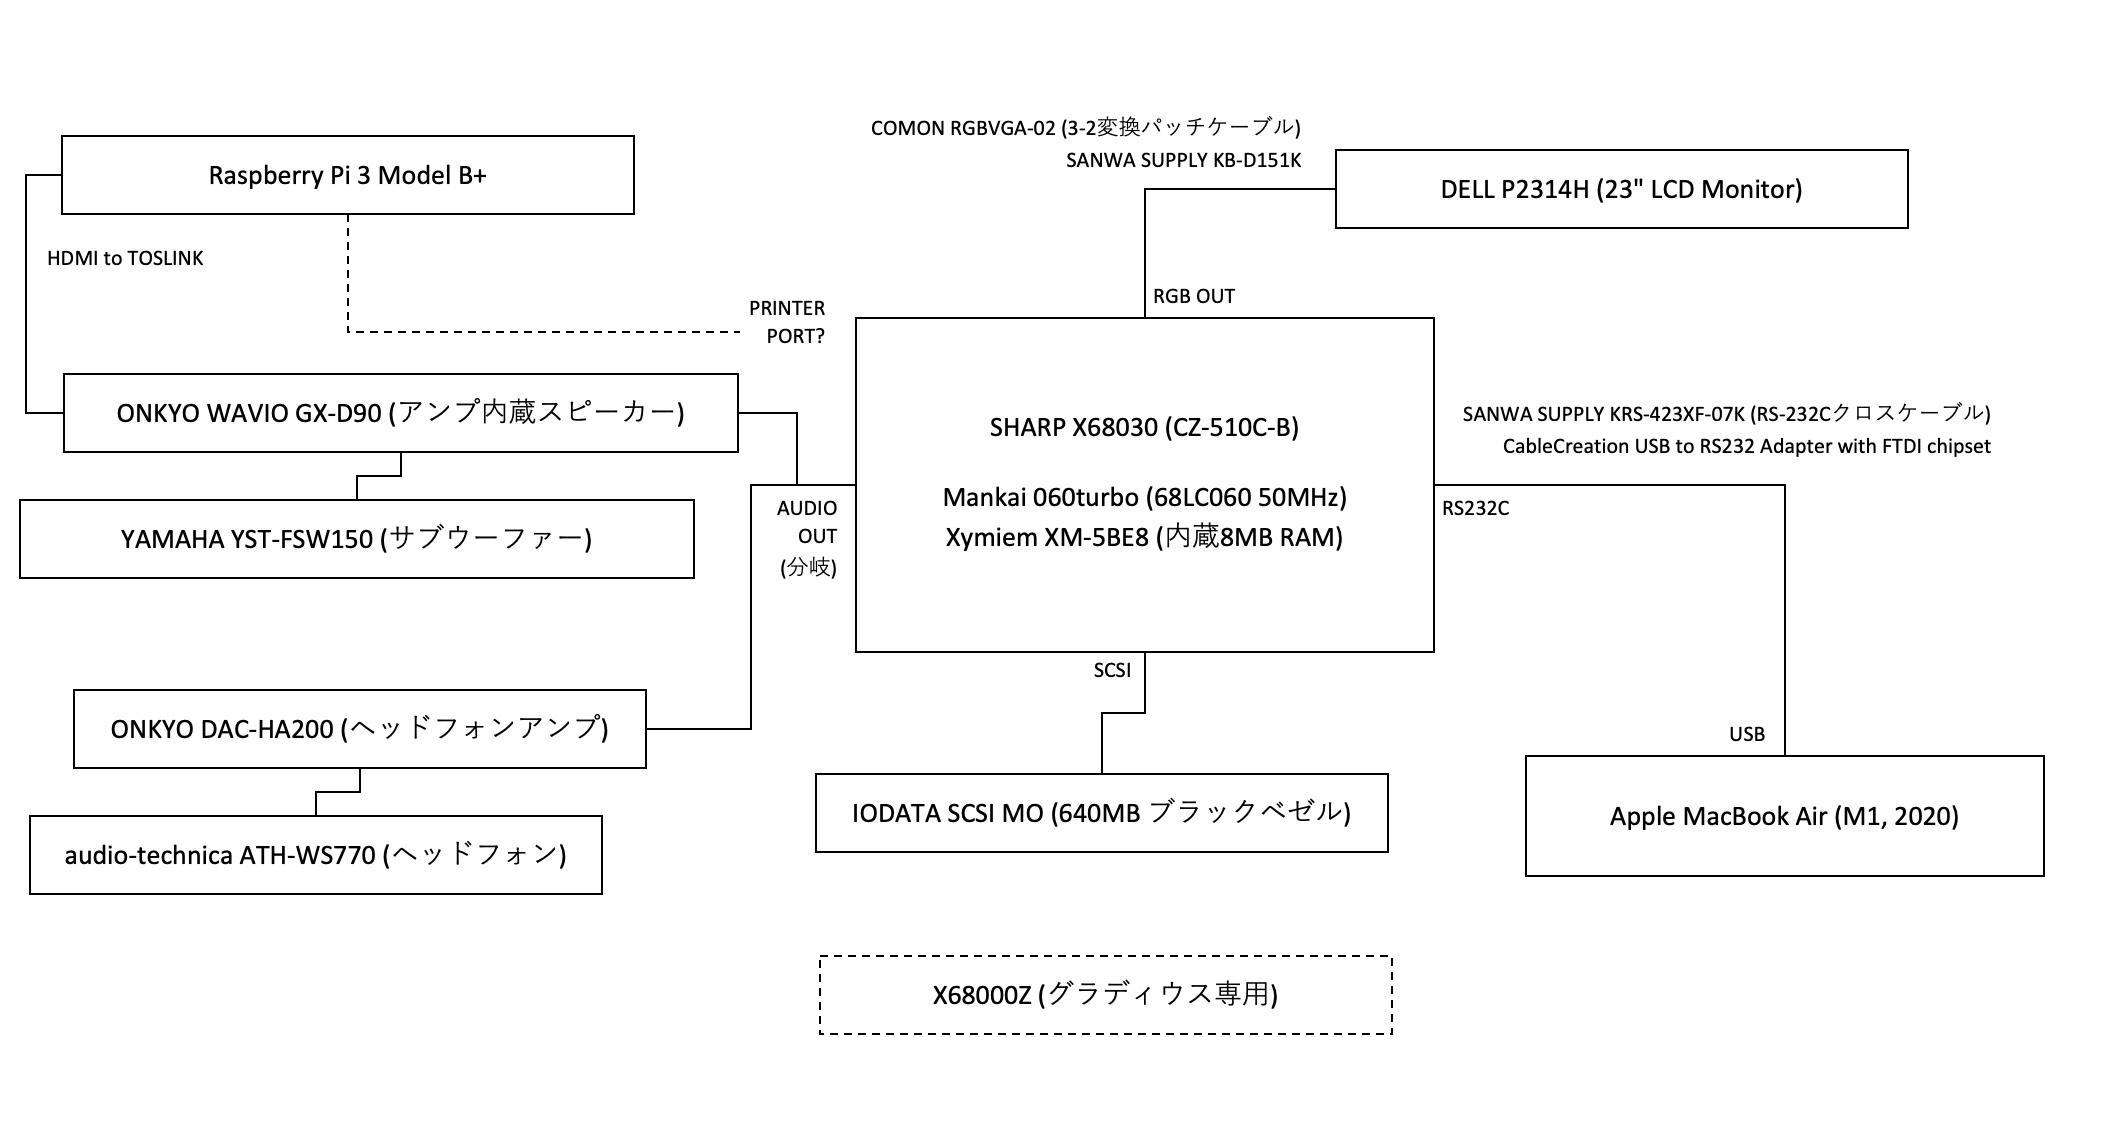 COMON RGBVGA-02 (3-2変換パッチケーブル)
SANWA SUPPLY KB-D151K
Raspberry Pi 3 Model B+
DELL P2314H (23" LCD Monitor)
HDMI to TOSLINK
RGB OUT
PRINTER
PORT?
ONKYO WAVIO GX-D90 (アンプ内蔵スピーカー)
SHARP X68030 (CZ-510C-B)
Mankai 060turbo (68LC060 50MHz)
Xymiem XM-5BE8 (内蔵8MB RAM)
SANWA SUPPLY KRS-423XF-07K (RS-232Cクロスケーブル)
CableCreation USB to RS232 Adapter with FTDI chipset
AUDIO
OUT
(分岐)
RS232C
YAMAHA YST-FSW150 (サブウーファー)
SCSI
ONKYO DAC-HA200 (ヘッドフォンアンプ)
USB
IODATA SCSI MO (640MB ブラックベゼル)
Apple MacBook Air (M1, 2020)
audio-technica ATH-WS770 (ヘッドフォン)
X68000Z (グラディウス専用)